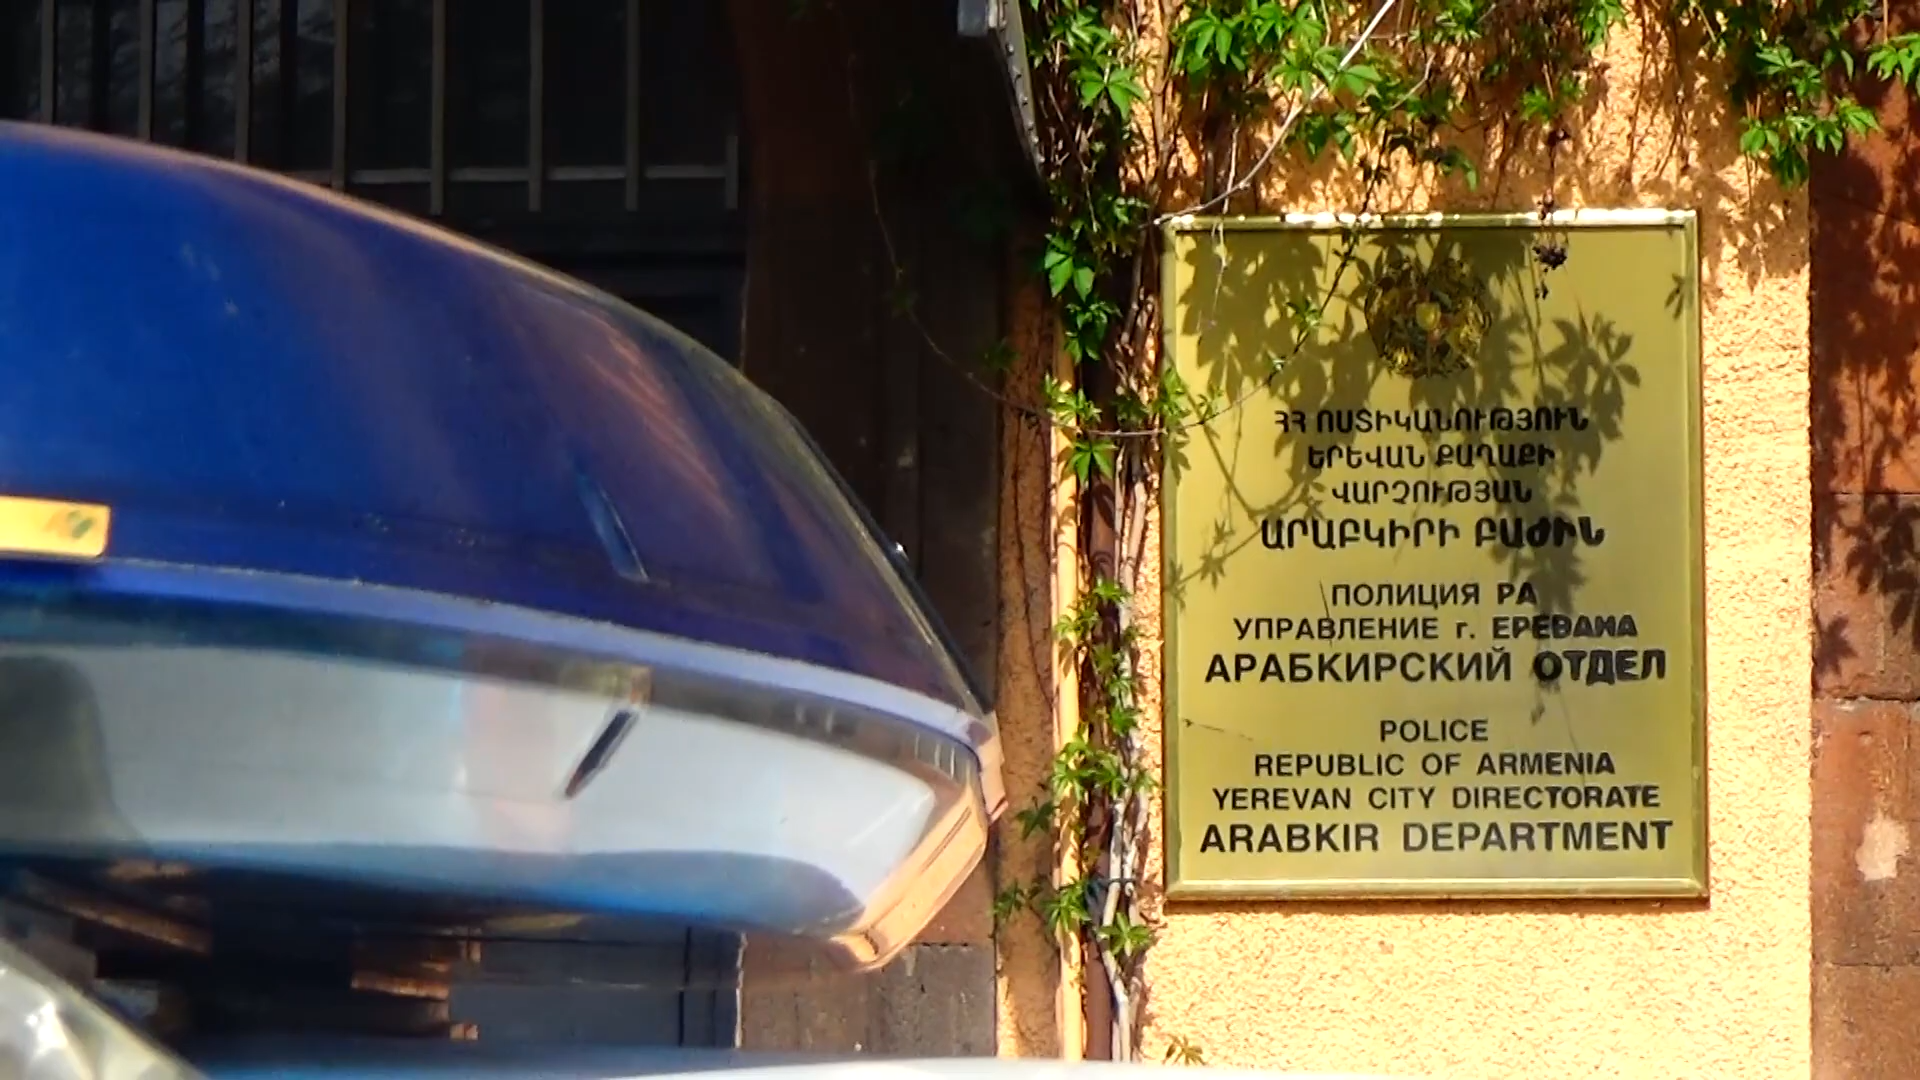 ՀՀ ՈՍՏԻԿԱՆՈՒԹՅՈՒՆ
ԵՐԵՎԱՆ ՔԱՂԱՔԻ
ՎԱՐՉՈՒԹՅԱՆ
ԱՐԱԲԿԻՐԻ ԲԱԺԻՆ
ПОЛИЦИЯ РА
УПРАВЛЕНИЕ г. ЕРЕВАНА
АРАБКИРСКИЙ ОТДЕЛ
POLICE
REPUBLIC OF ARMENIA
YEREVAN CITY DIRECTORATE
ARABKIR DEPARTMENT